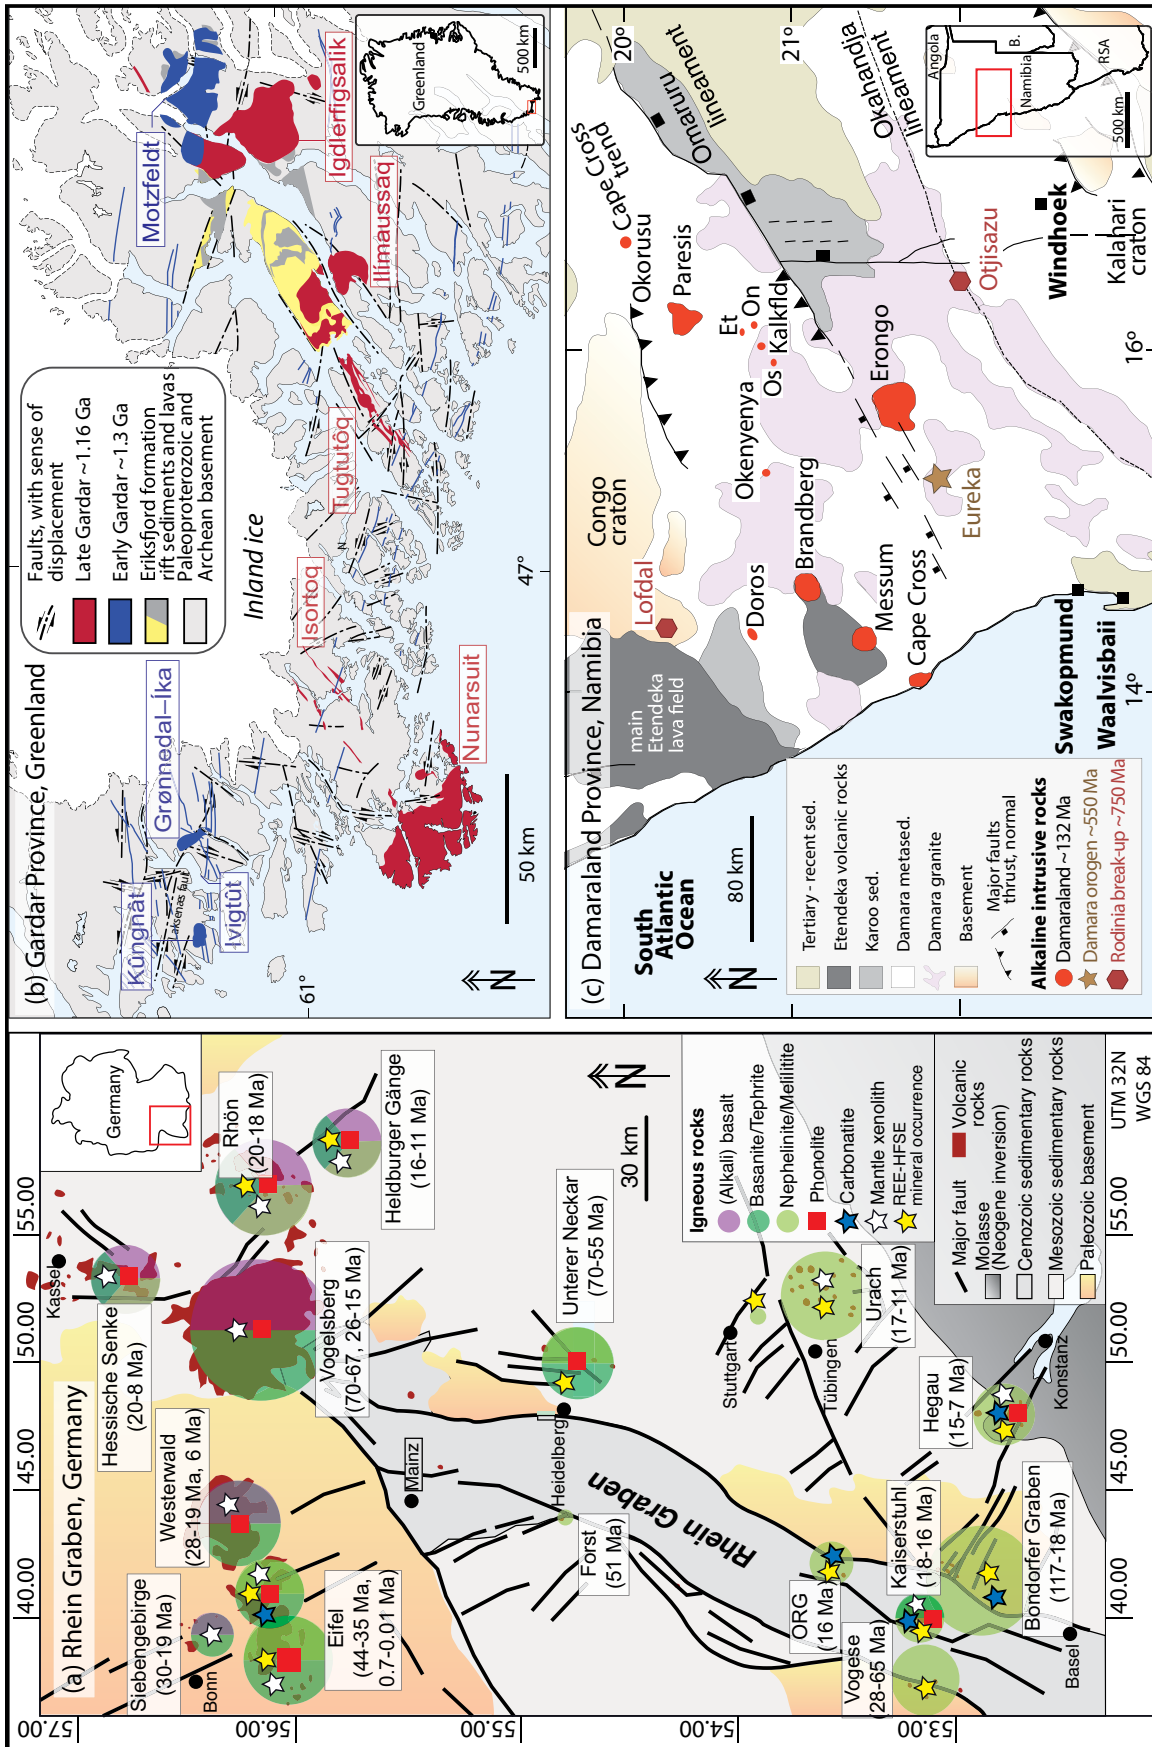 (a) Rhein Graben, Germany
57.00
56.00
55.00
54.00
53.00
40.00
45.00
50.00
55.00
40.00
45.00
50.00
55.00
UTM 32N
WGS 84
Germany
Kassel
Hessische Senke
(20-8 Ma)
Rhön
(20-18 Ma)
Heldburger Gänge
(16-11 Ma)
Vogelsberg
(70-67, 26-15 Ma)
Westerwald
(28-19 Ma, 6 Ma)
Siebengebirge
(30-19 Ma)
Bonn
Eifel
(44-35 Ma,
0.7-0.01 Ma)
Mainz
Unterer Neckar
(70-55 Ma)
Heidelberg
Forst
(51 Ma)
Rhein Graben
30 km
N
Stuttgart
Tübingen
Urach
(17-11 Ma)
Hegau
(15-7 Ma)
Konstanz
ORG
(16 Ma)
Kaiserstuhl
(18-16 Ma)
Vogese
(28-65 Ma)
Bondorfer Graben
(117-18 Ma)
Basel
Igneous rocks
(Alkali) basalt
Basanite/Tephrite
Nephelinite/Melilitite
Phonolite
Carbonatite
Mantle xenolith
REE-HFSE
mineral occurrence
Major fault
Molasse
(Neogene inversion)
Cenozoic sedimentary rocks
Mesozoic sedimentary rocks
Paleozoic basement
Volcanic
rocks
(b) Gardar Province, Greenland
Kûngnât
Grønnedal-Íka
Ivigtût
Laksenæs fault
Faults, with sense of
displacement
Late Gardar ~1.16 Ga
Early Gardar ~1.3 Ga
Eriksfjord formation
rift sediments and lavas
Paleoproterozoic and
Archean basement
Inland ice
Motzfeldt
Igdlerfigsalik
Ilímaussaq
Tugtutôq
Isortoq
Nunarsuit
N
61°
47°
50 km
N
Greenland
500 km
(c) Damaraland Province, Namibia
South
Atlantic
Ocean
N
80 km
main
Etendeka
lava field
Congo
craton
Lofdal
Doros
Brandberg
Messum
Cape Cross
Okenyenya
Os
Kalkfld
Et
On
Paresis
Okorusu
Cape Cross
trend
Omaruru
lineament
Okahandja
lineament
Erongo
Eureka
Otjisazu
Windhoek
Kalahari
craton
Swakopmund
Waalvisbaii
20°
21°
14°
16°
Tertiary - recent sed.
Etendeka volcanic rocks
Karoo sed.
Damara metased.
Damara granite
Basement
Major faults
thrust, normal
Alkaline intrusive rocks
Damaraland ~132 Ma
Damara orogen ~550 Ma
Rodinia break-up ~750 Ma
Angola
Namibia
B.
RSA
500 km